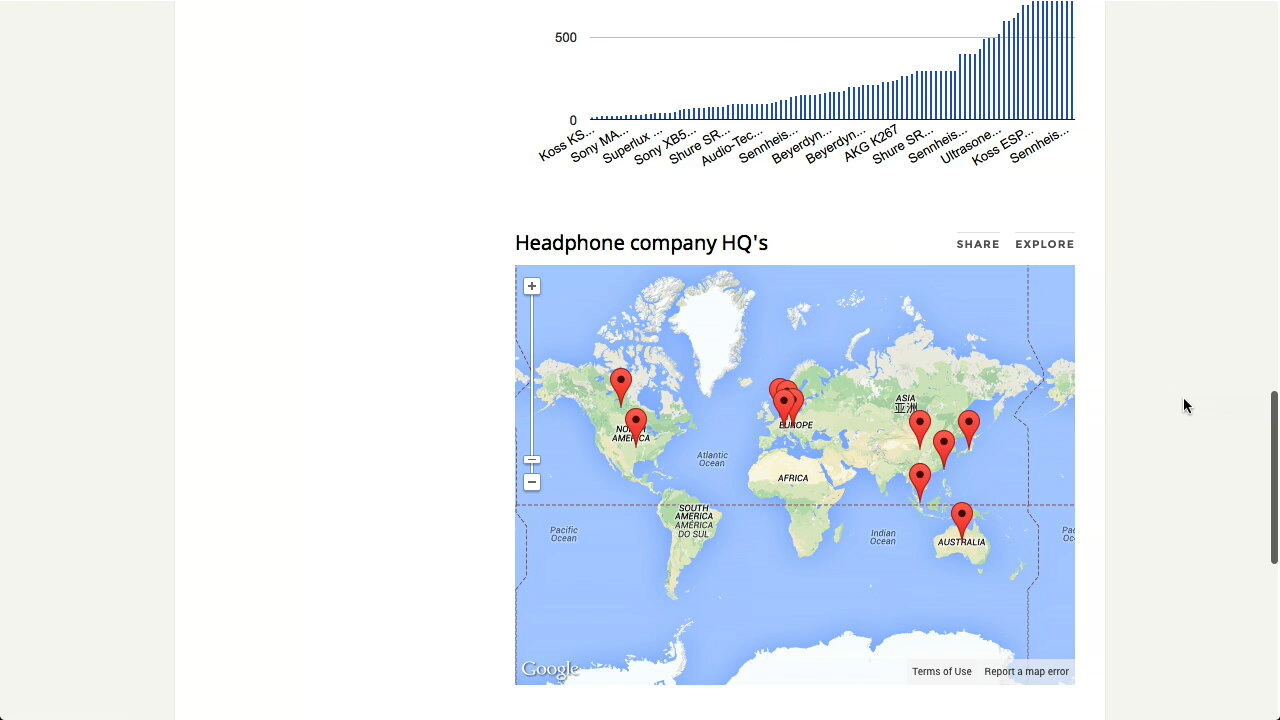 500
0
Koss KS...
Sony MA...
Superlux ...
Sony XB5...
Shure SR...
Audio-Tec...
Sennheis...
Beyerdyn...
Beyerdyn...
AKG K267
Shure SR...
Sennheis...
Ultrasone...
Koss ESP...
Sennheis...
Headphone company HQ's
SHARE EXPLORE
ASIA
亚洲
EUROPE
NORTH
AMERICA
Atlantic
Ocean
AFRICA
SOUTH
AMERICA
AMÉRICA
DO SUL
Pacific
Ocean
Indian
Ocean
AUSTRALIA
Pac
Oc
Google
Terms of Use Report a map error